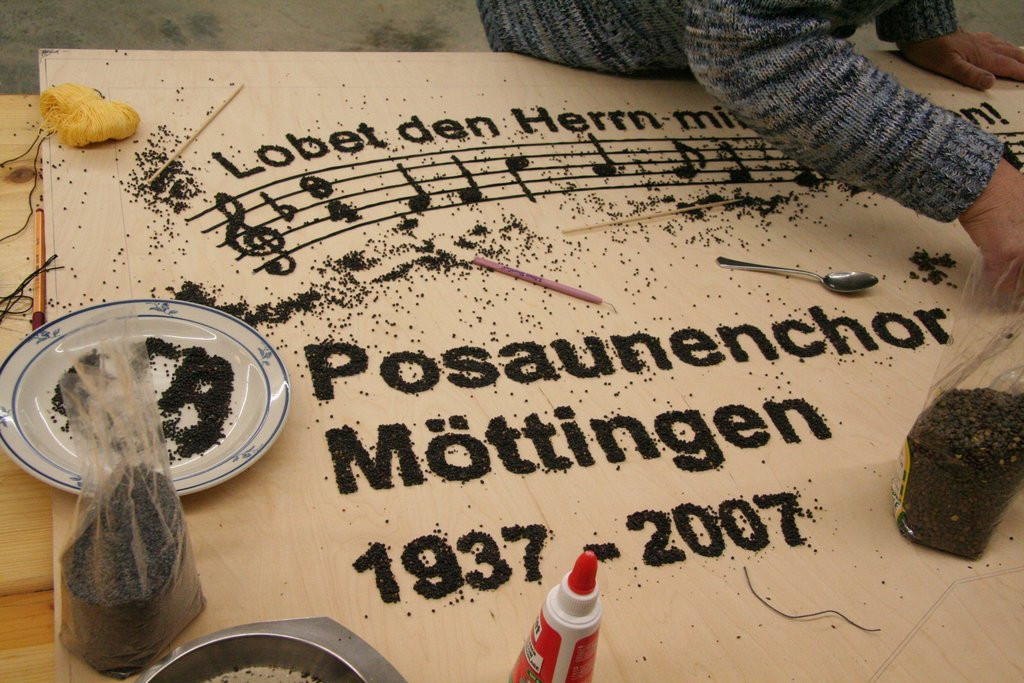 Lobet den Herrn
Posaunenchor
Möttingen
1937 - 2007